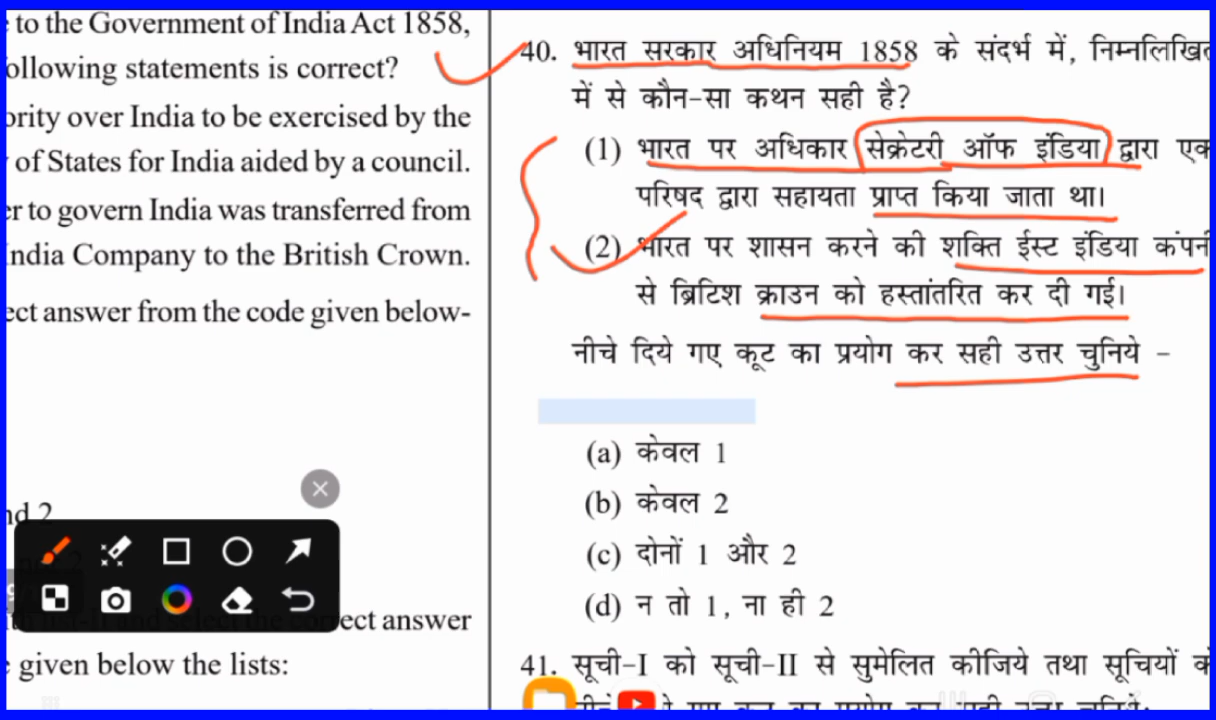 to the Government of India Act 1858,
ollowing statements is correct?
ority over India to be exercised by the
of States for India aided by a council.
er to govern India was transferred from
India Company to the British Crown.
ect answer from the code given below-
nd 2
ect answer
given below the lists:
40. भारत सरकार अधिनियम 1858 के संदर्भ में, निम्नलिखित
में से कौन-सा कथन सही है?
(1) भारत पर अधिकार सेक्रेटरी ऑफ इंडिया द्वारा एक
परिषद द्वारा सहायता प्राप्त किया जाता था।
(2) भारत पर शासन करने की शक्ति ईस्ट इंडिया कंपनी
से ब्रिटिश क्राउन को हस्तांतरित कर दी गई।
नीचे दिये गए कूट का प्रयोग कर सही उत्तर चुनिये -
(a) केवल 1
(b) केवल 2
(c) दोनों 1 और 2
(d) न तो 1, ना ही 2
41. सूची-I को सूची-II से सुमेलित कीजिये तथा सूचियों के